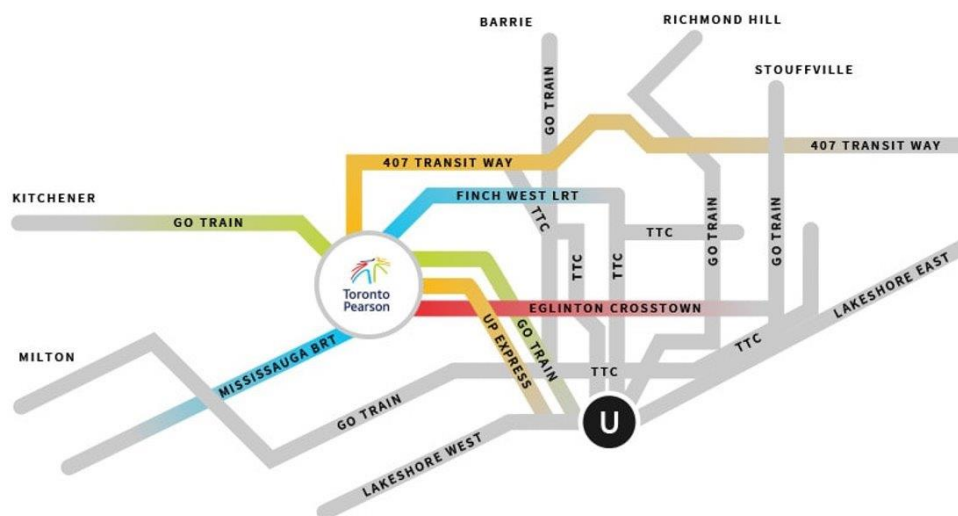 BARRIE
RICHMOND HILL
STOUFFVILLE
GO TRAIN
407 TRANSIT WAY
407 TRANSIT WAY
KITCHENER
FINCH WEST LRT
GO TRAIN
TTC
TTC
TTC
TTC
GO TRAIN
GO TRAIN
Toronto
Pearson
EGLINTON CROSSTOWN
LAKESHORE EAST
UP EXPRESS
GO TRAIN
TTC
MILTON
MISSISSAUGA BRT
TTC
GO TRAIN
U
LAKESHORE WEST